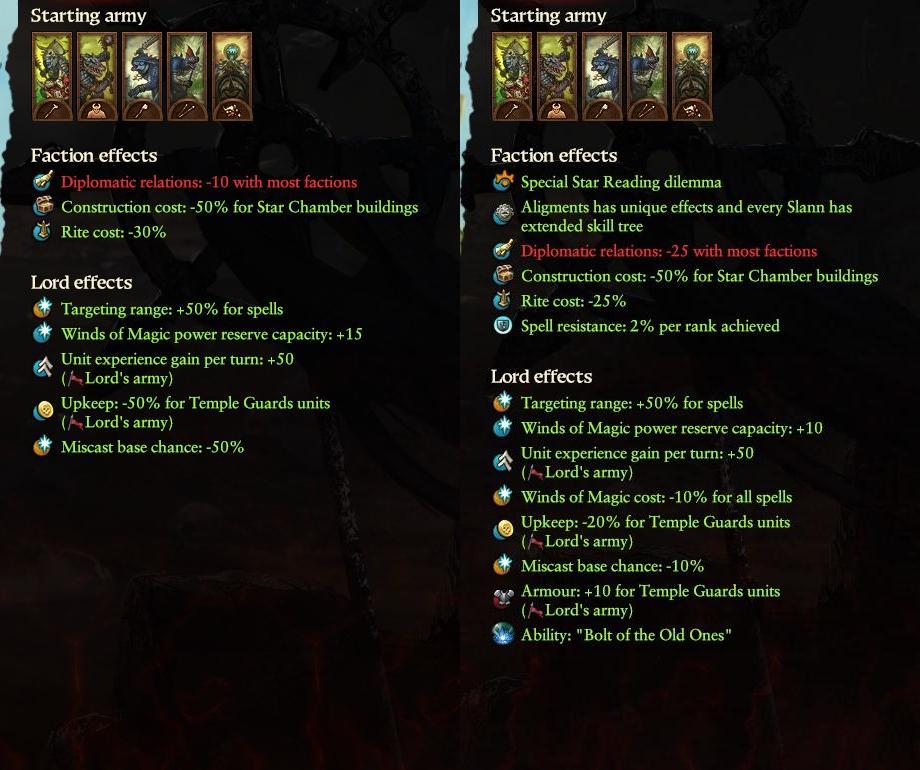 Starting army
Faction effects
Diplomatic relations: -10 with most factions
Construction cost: -50% for Star Chamber buildings
Rite cost: -30%
Lord effects
Targeting range: +50% for spells
Winds of Magic power reserve capacity: +15
Unit experience gain per turn: +50
(Lord's army)
Upkeep: -50% for Temple Guards units
(Lord's army)
Miscast base chance: -50%
Starting army
Faction effects
Special Star Reading dilemma
Aligments has unique effects and every Slann has
extended skill tree
Diplomatic relations: -25 with most factions
Construction cost: -50% for Star Chamber buildings
Rite cost: -25%
Spell resistance: 2% per rank achieved
Lord effects
Targeting range: +50% for spells
Winds of Magic power reserve capacity: +10
Unit experience gain per turn: +50
(Lord's army)
Winds of Magic cost: -10% for all spells
Upkeep: -20% for Temple Guards units
(Lord's army)
Miscast base chance: -10%
Armour: +10 for Temple Guards units
(Lord's army)
Ability: "Bolt of the Old Ones"